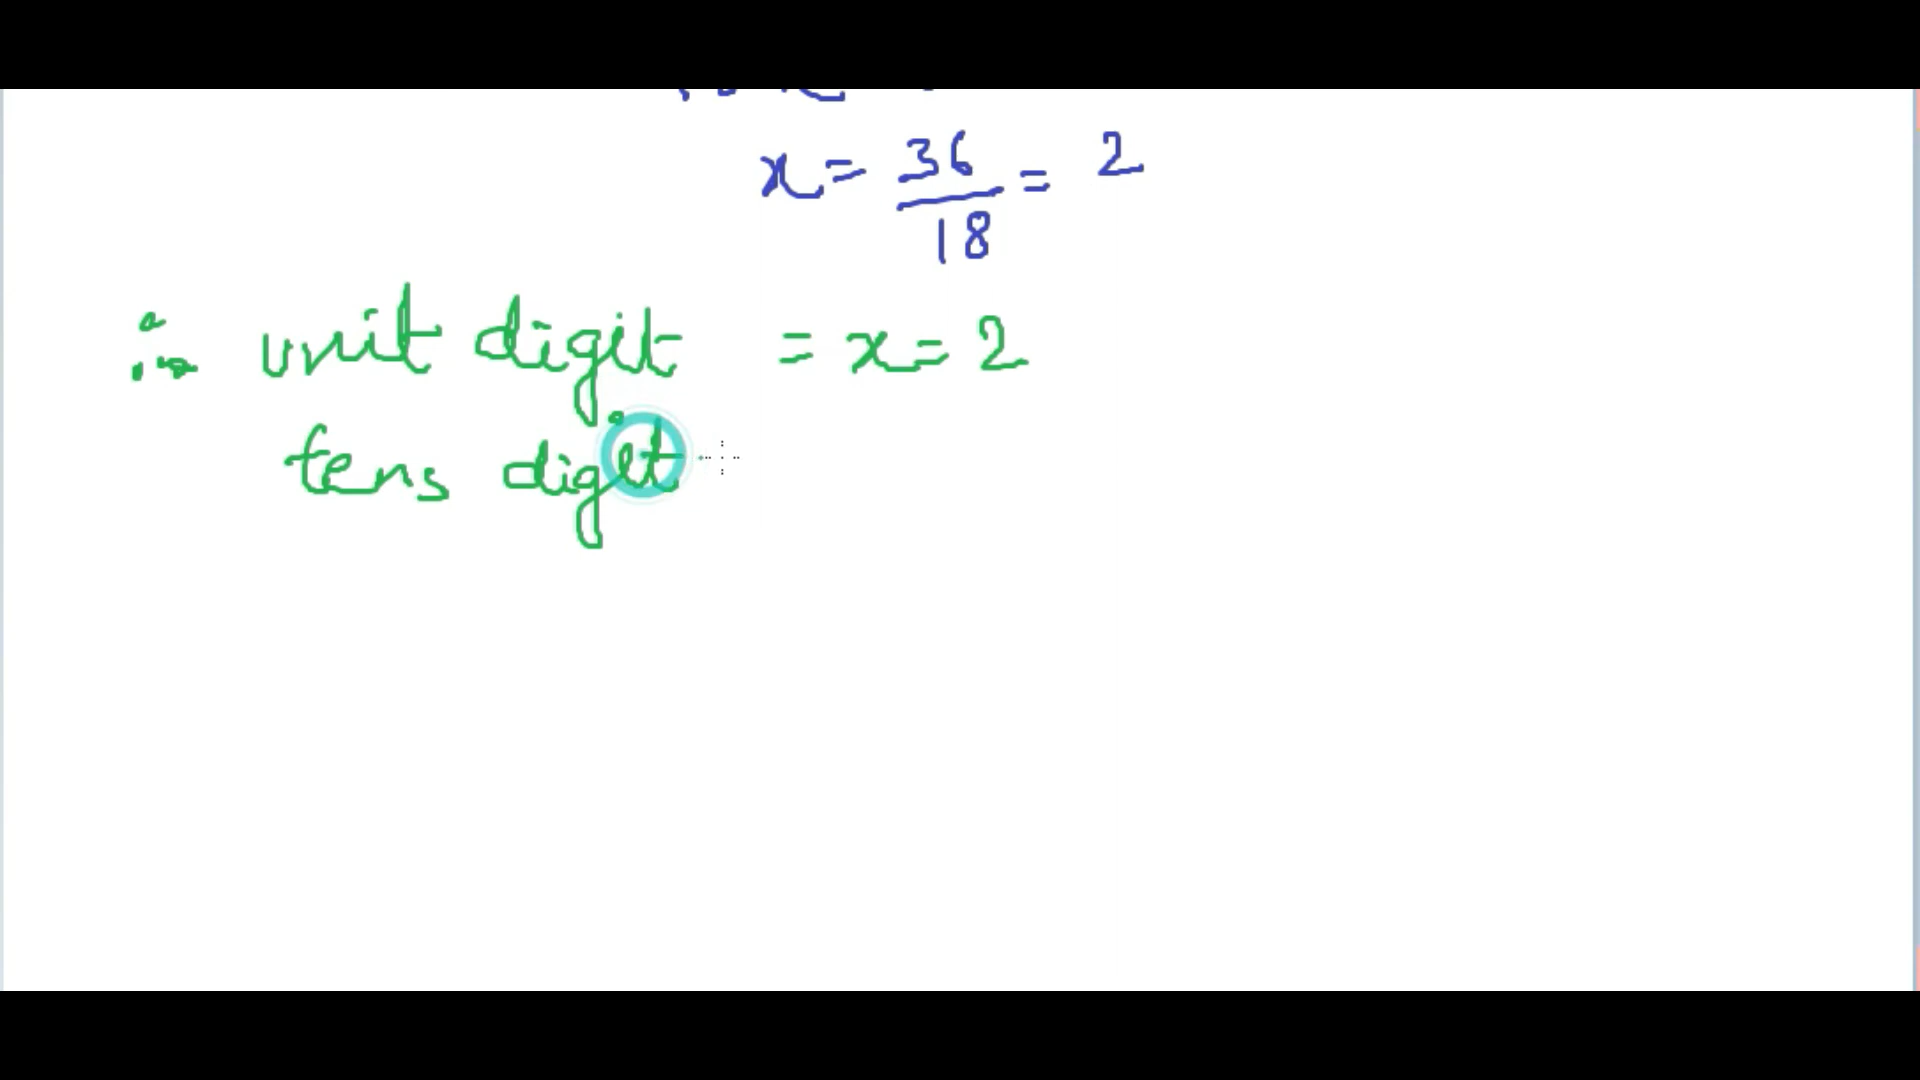 x = 36/18 = 2
∴ unit digit = x = 2
tens digit